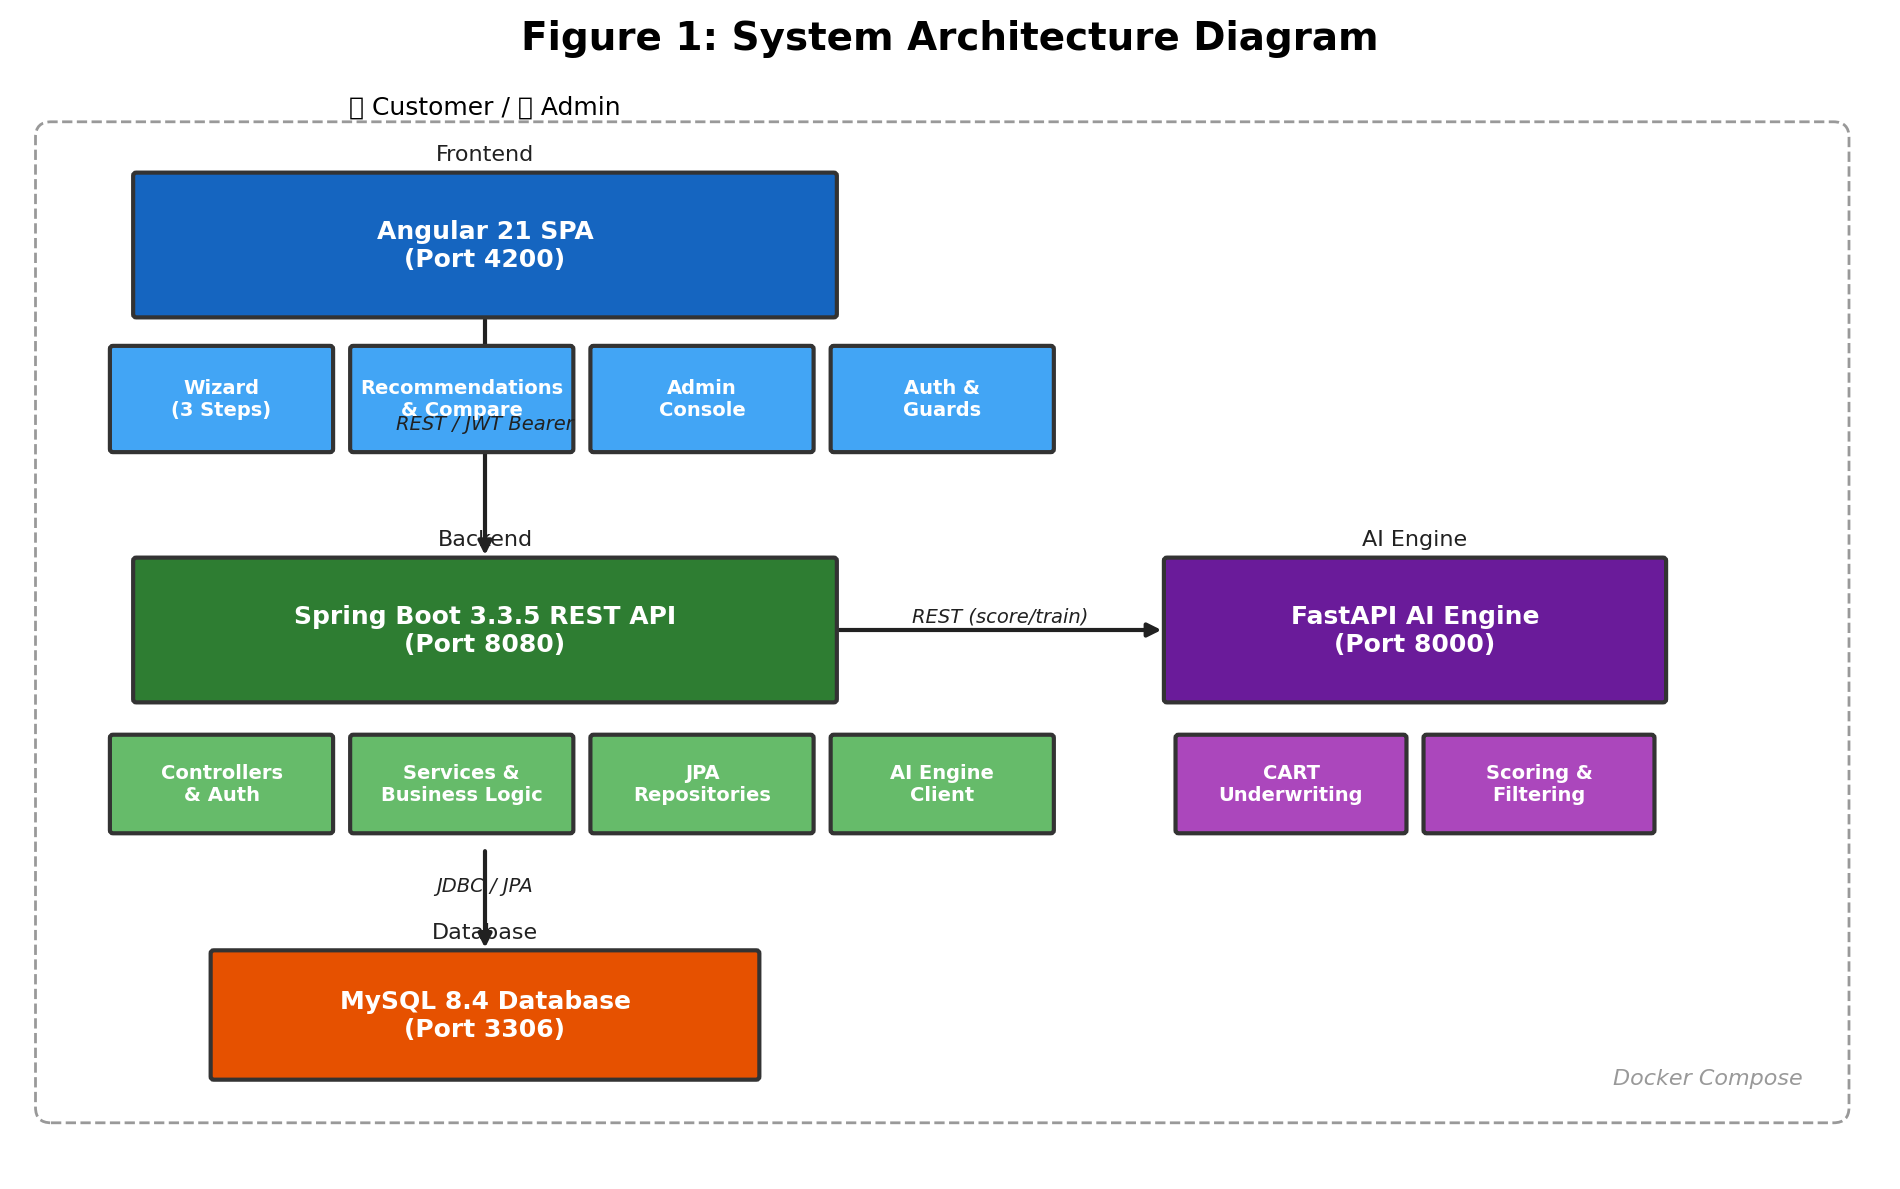 Figure 1: System Architecture Diagram
Customer / Admin
Frontend
Angular 21 SPA
(Port 4200)
Wizard
(3 Steps)
Recommendations
& Compare
REST / JWT Bearer
Admin
Console
Auth &
Guards
Backend
Spring Boot 3.3.5 REST API
(Port 8080)
REST (score/train)
AI Engine
FastAPI AI Engine
(Port 8000)
Controllers
& Auth
Services &
Business Logic
JPA
Repositories
AI Engine
Client
CART
Underwriting
Scoring &
Filtering
JDBC / JPA
Database
MySQL 8.4 Database
(Port 3306)
Docker Compose